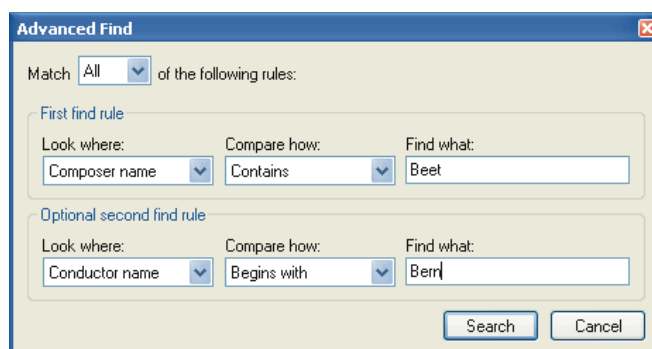 Advanced Find
Match All of the following rules:
First find rule
Look where: Compare how: Find what:
Composer name Contains Beet
Optional second find rule
Look where: Compare how: Find what:
Conductor name Begins with Bern
Search Cancel